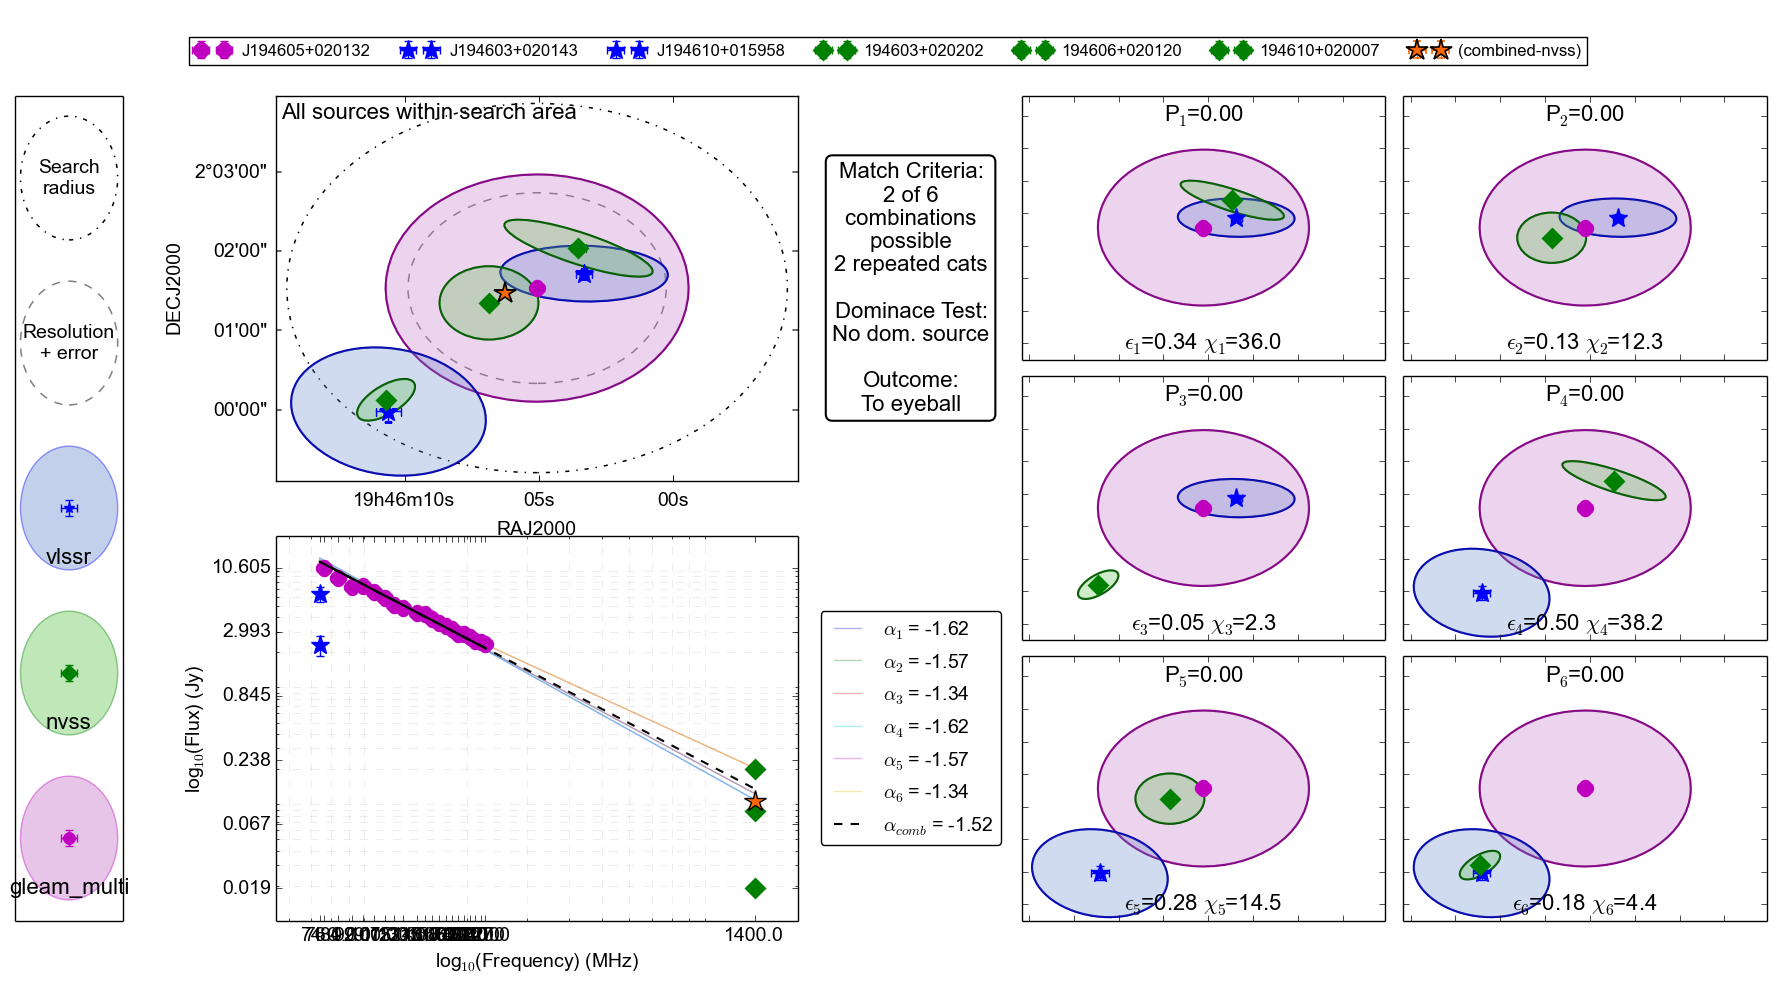 J194605+020132 J194603+020143 J194610+015958 194603+020202 194606+020120 194610+020007 (combined-nvss)
Search
radius
Resolution
+ error
vlssr
nvss
gleam_multi
All sources within search area
DECJ2000
2°03'00"
02'00"
01'00"
00'00"
19h46m10s 05s 00s
RAJ2000
Match Criteria:
2 of 6
combinations
possible
2 repeated cats
Dominace Test:
No dom. source
Outcome:
To eyeball
log₁₀(Flux) (Jy)
10.605
2.993
0.845
0.238
0.067
0.019
1400.0
log₁₀(Frequency) (MHz)
α₁ = -1.62
α₂ = -1.57
α₃ = -1.34
α₄ = -1.62
α₅ = -1.57
α₆ = -1.34
α_comb = -1.52
P₁=0.00
ϵ₁=0.34 χ₁=36.0
P₂=0.00
ϵ₂=0.13 χ₂=12.3
P₃=0.00
ϵ₃=0.05 χ₃=2.3
P₄=0.00
ϵ₄=0.50 χ₄=38.2
P₅=0.00
ϵ₅=0.28 χ₅=14.5
P₆=0.00
ϵ₆=0.18 χ₆=4.4